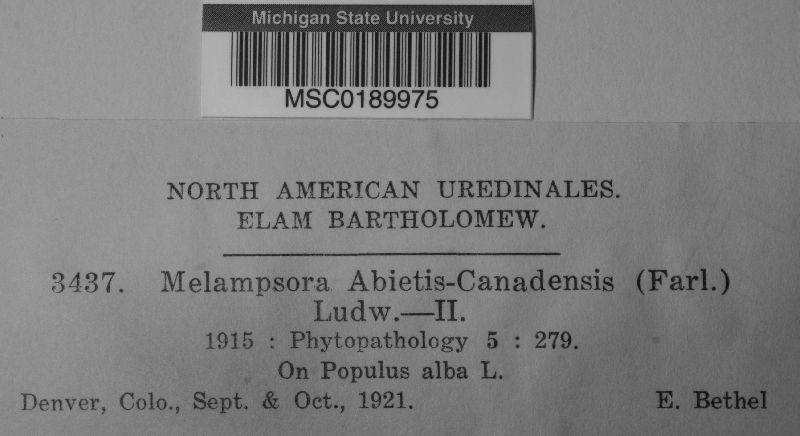 Michigan State University
MSC0189975
NORTH AMERICAN UREDINALES.
ELAM BARTHOLOMEW.
3437. Melampsora Abietis-Canadensis (Farl.)
Ludw.—II.
1915 : Phytopathology 5 : 279.
On Populus alba L.
Denver, Colo., Sept. & Oct., 1921. E. Bethel